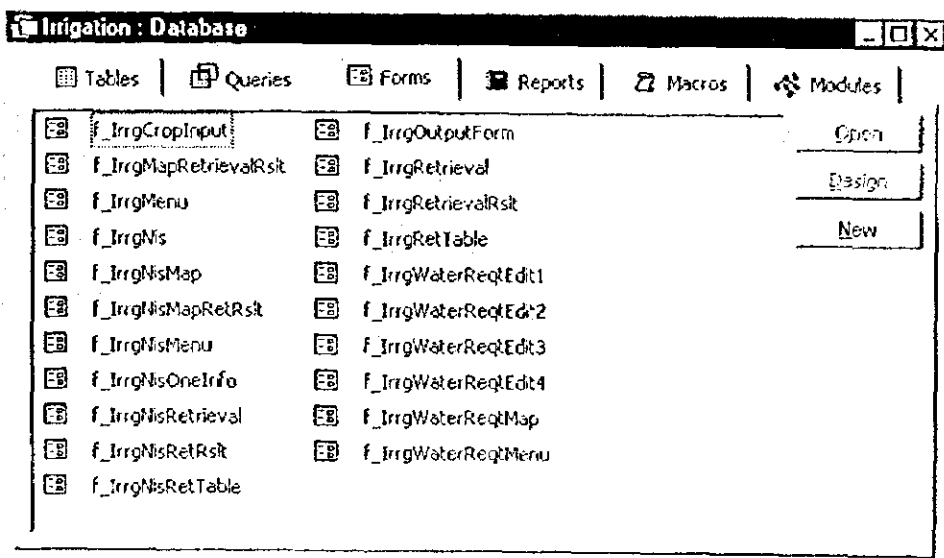 Irrigation : Database
Tables Queries Forms Reports Macros Modules
f_IrrgCropInput
f_IrrgMapRetrievalRslt
f_IrrgMenu
f_IrrgNis
f_IrrgNisMap
f_IrrgNisMapRetRslt
f_IrrgNisMenu
f_IrrgNisOneInfo
f_IrrgNisRetrieval
f_IrrgNisRetRslt
f_IrrgNisRetTable
f_IrrgOutputForm
f_IrrgRetrieval
f_IrrgRetrievalRslt
f_IrrgRetTable
f_IrrgWaterReqtEdit1
f_IrrgWaterReqtEdit2
f_IrrgWaterReqtEdit3
f_IrrgWaterReqtEdit4
f_IrrgWaterReqtMap
f_IrrgWaterReqtMenu
Open
Design
New